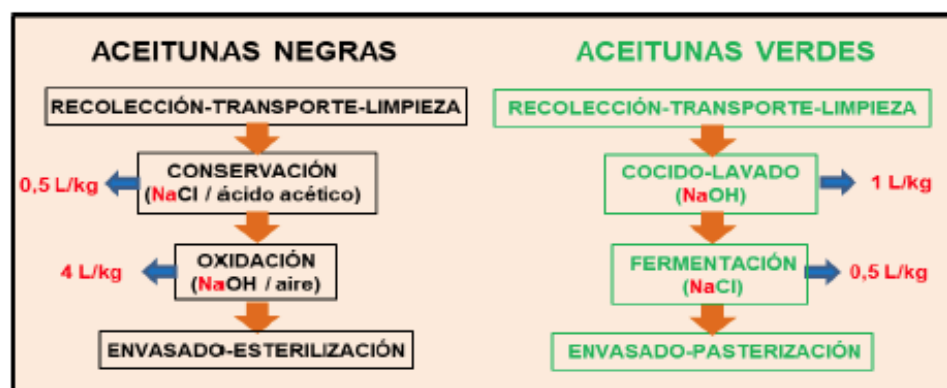 ACEITUNAS NEGRAS
RECOLECCIÓN-TRANSPORTE-LIMPIEZA
CONSERVACIÓN
(NaCl / ácido acético)
0,5 L/kg
OXIDACIÓN
(NaOH / aire)
4 L/kg
ENVASADO-ESTERILIZACIÓN
ACEITUNAS VERDES
RECOLECCIÓN-TRANSPORTE-LIMPIEZA
COCIDO-LAVADO
(NaOH)
1 L/kg
FERMENTACIÓN
(NaCl)
0,5 L/kg
ENVASADO-PASTERIZACIÓN